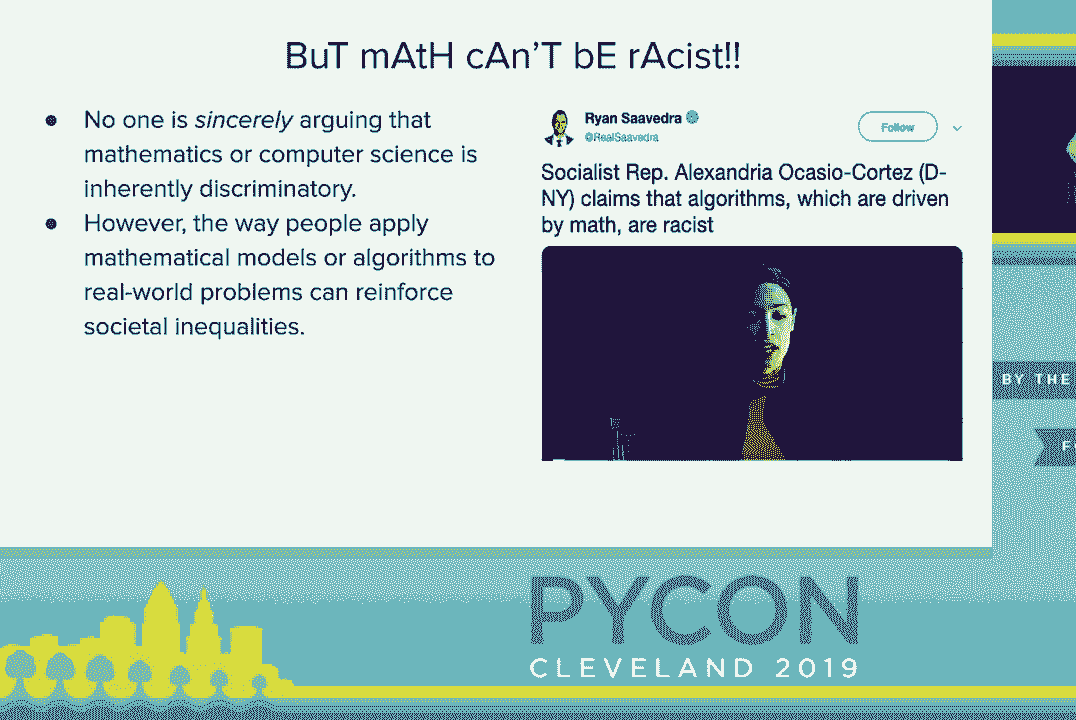 BuT mAtH cAn’T bE rAcist!!
No one is sincerely arguing that
mathematics or computer science is
inherently discriminatory.
However, the way people apply
mathematical models or algorithms to
real-world problems can reinforce
societal inequalities.
Ryan Saavedra
@RealSaavedra
Follow
Socialist Rep. Alexandria Ocasio-Cortez (D-
NY) claims that algorithms, which are driven
by math, are racist
BY THE
PYCON
CLEVELAND 2019